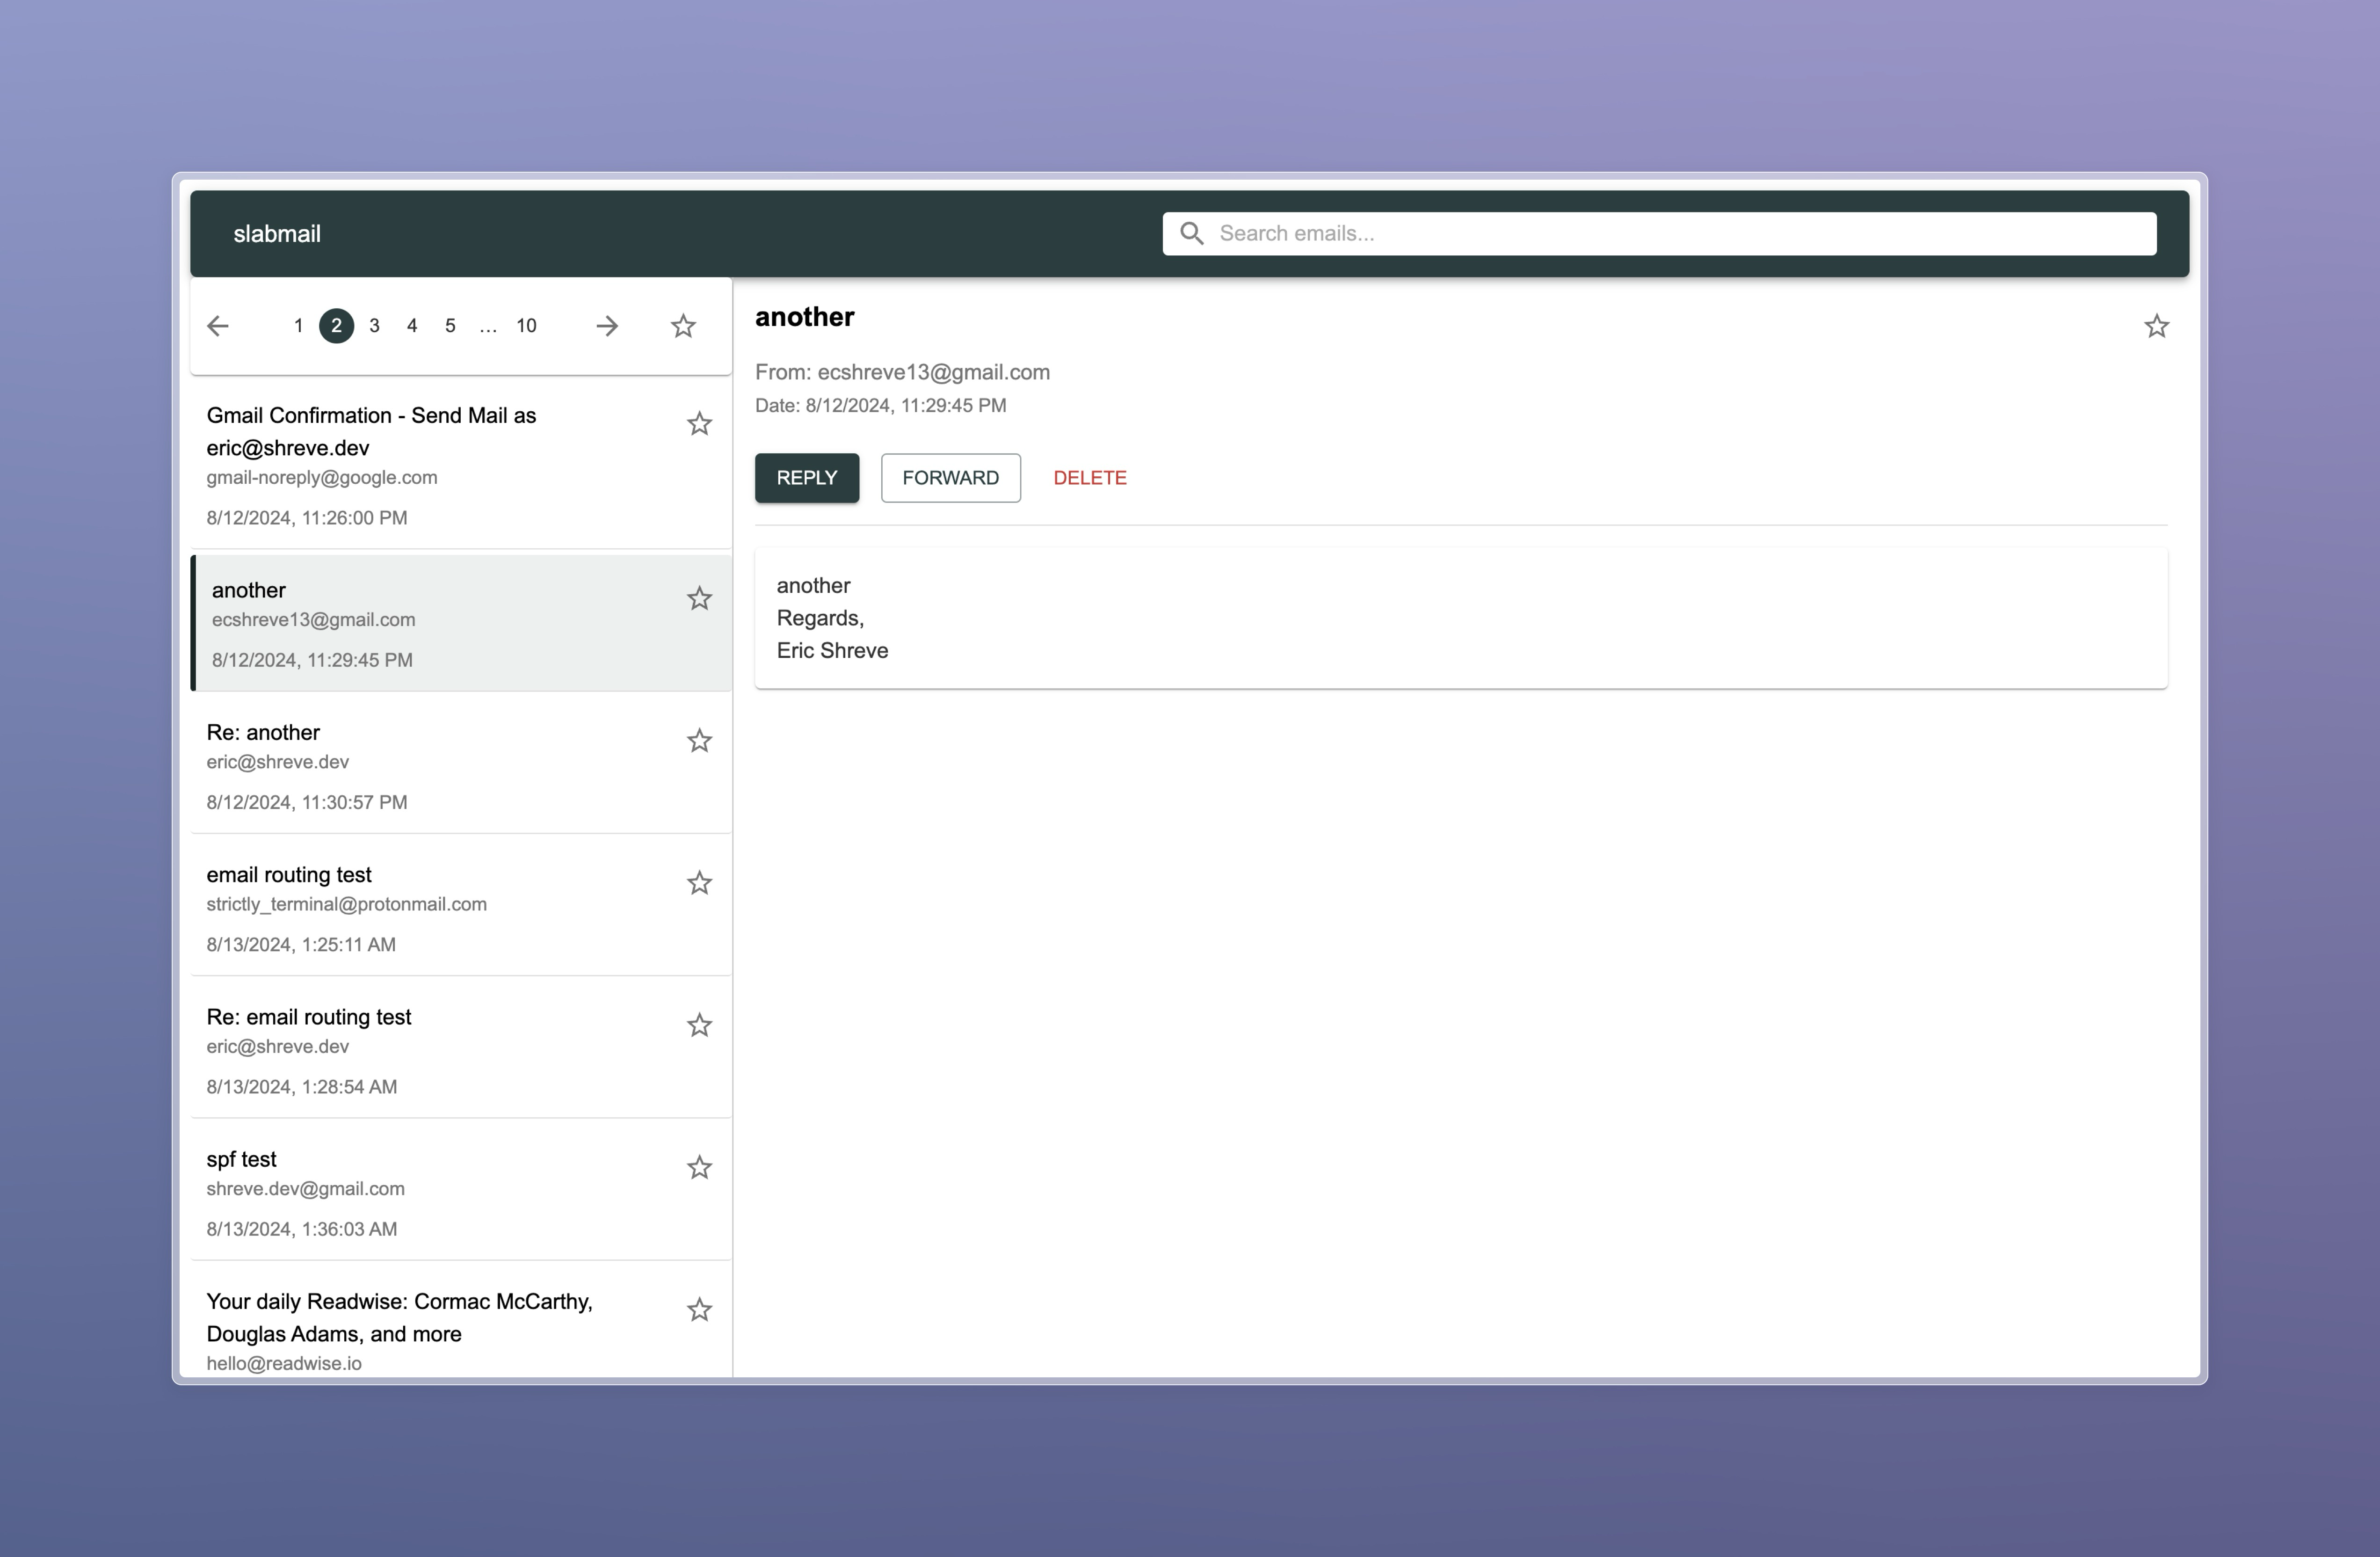 slabmail
Search emails...
1 2 3 4 5 ... 10
Gmail Confirmation - Send Mail as
eric@shreve.dev
gmail-noreply@google.com
8/12/2024, 11:26:00 PM
another
ecshreve13@gmail.com
8/12/2024, 11:29:45 PM
Re: another
eric@shreve.dev
8/12/2024, 11:30:57 PM
email routing test
strictly_terminal@protonmail.com
8/13/2024, 1:25:11 AM
Re: email routing test
eric@shreve.dev
8/13/2024, 1:28:54 AM
spf test
shreve.dev@gmail.com
8/13/2024, 1:36:03 AM
Your daily Readwise: Cormac McCarthy,
Douglas Adams, and more
hello@readwise.io
another
From: ecshreve13@gmail.com
Date: 8/12/2024, 11:29:45 PM
REPLY FORWARD DELETE
another
Regards,
Eric Shreve